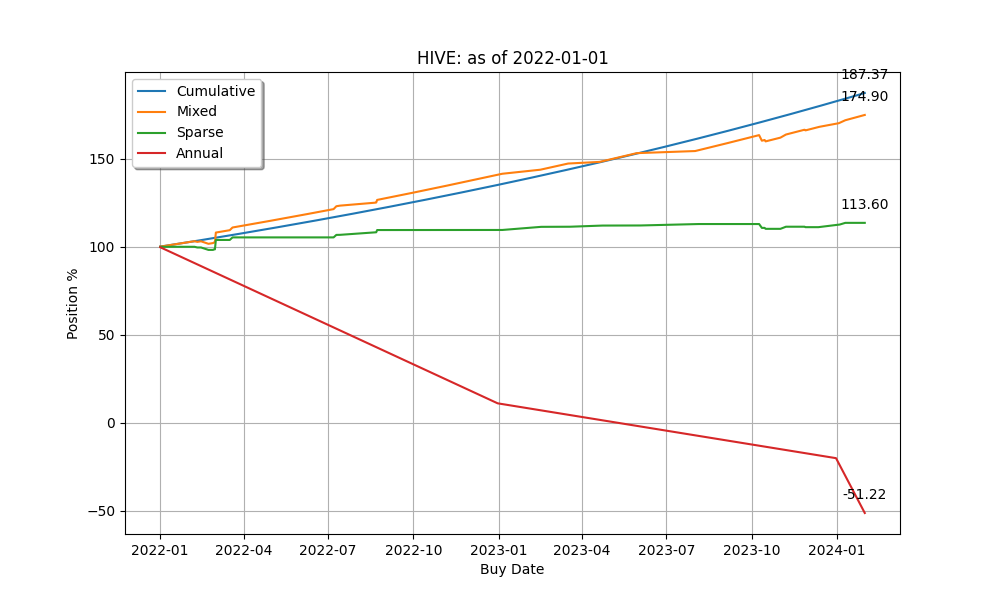 HIVE: as of 2022-01-01
187.37
Cumulative
174.90
Mixed
Sparse
Annual
150
113.60
100
50
0
-51.22
−50
2022-01 2022-04 2022-07 2022-10 2023-01 2023-04 2023-07 2023-10 2024-01
Buy Date
Position %